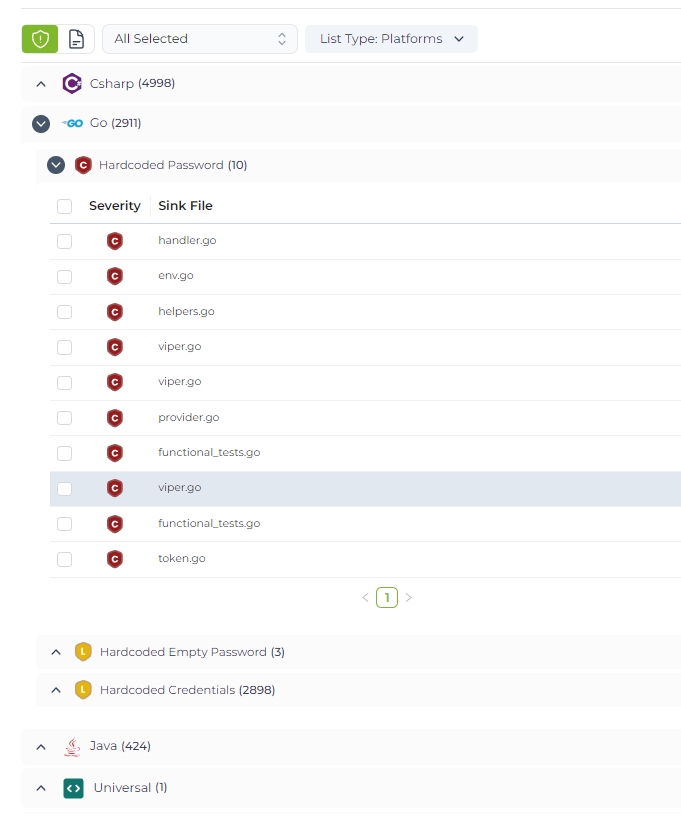 All Selected
List Type: Platforms
Csharp (4998)
GO Go (2911)
C Hardcoded Password (10)
Severity Sink File
C handler.go
C env.go
C helpers.go
C viper.go
C viper.go
C provider.go
C functional_tests.go
C viper.go
C functional_tests.go
C token.go
< 1 >
L Hardcoded Empty Password (3)
L Hardcoded Credentials (2898)
Java (424)
<> Universal (1)